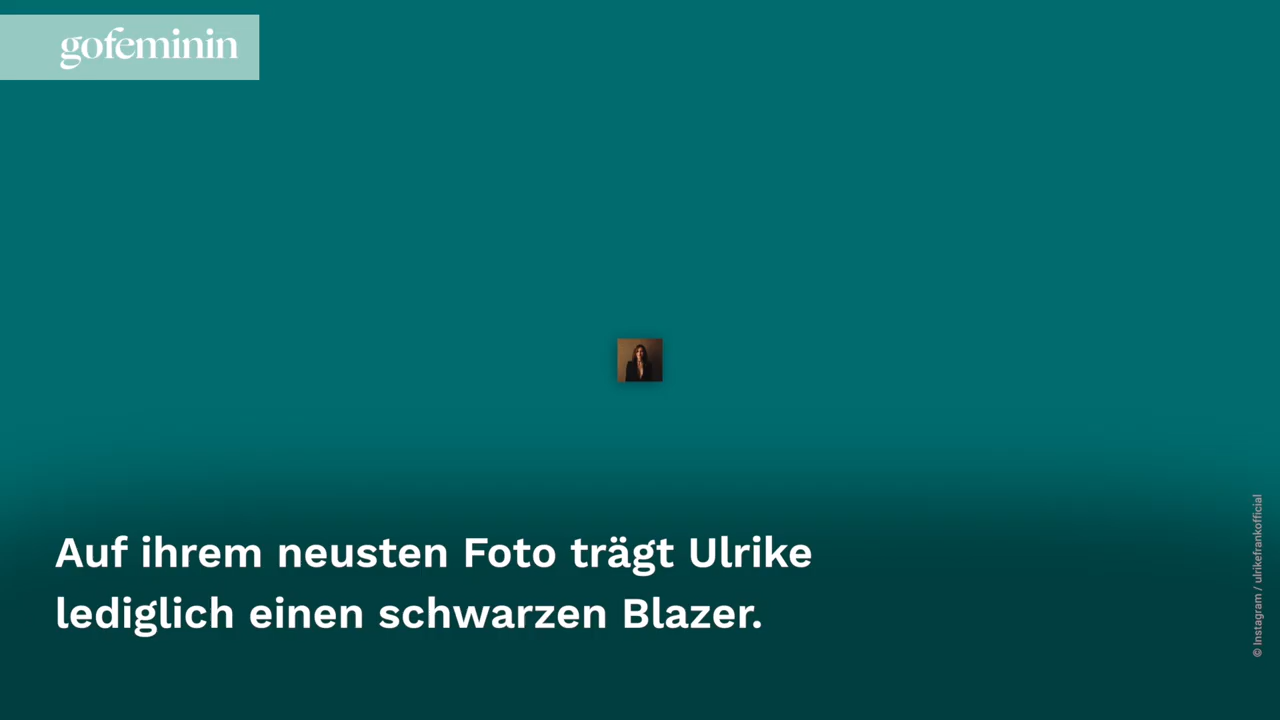 gofeminin
Auf ihrem neusten Foto trägt Ulrike
lediglich einen schwarzen Blazer.
© Instagram / ulrikefrankofficial